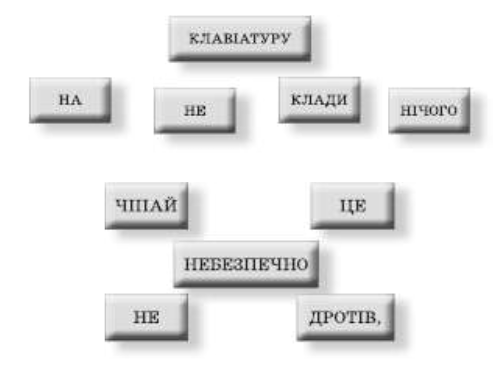 КЛАВІАТУРУ
НА НЕ КЛАДИ НІЧОГО
ЧІПАЙ ЦЕ
НЕБЕЗПЕЧНО
НЕ ДРОТІВ,